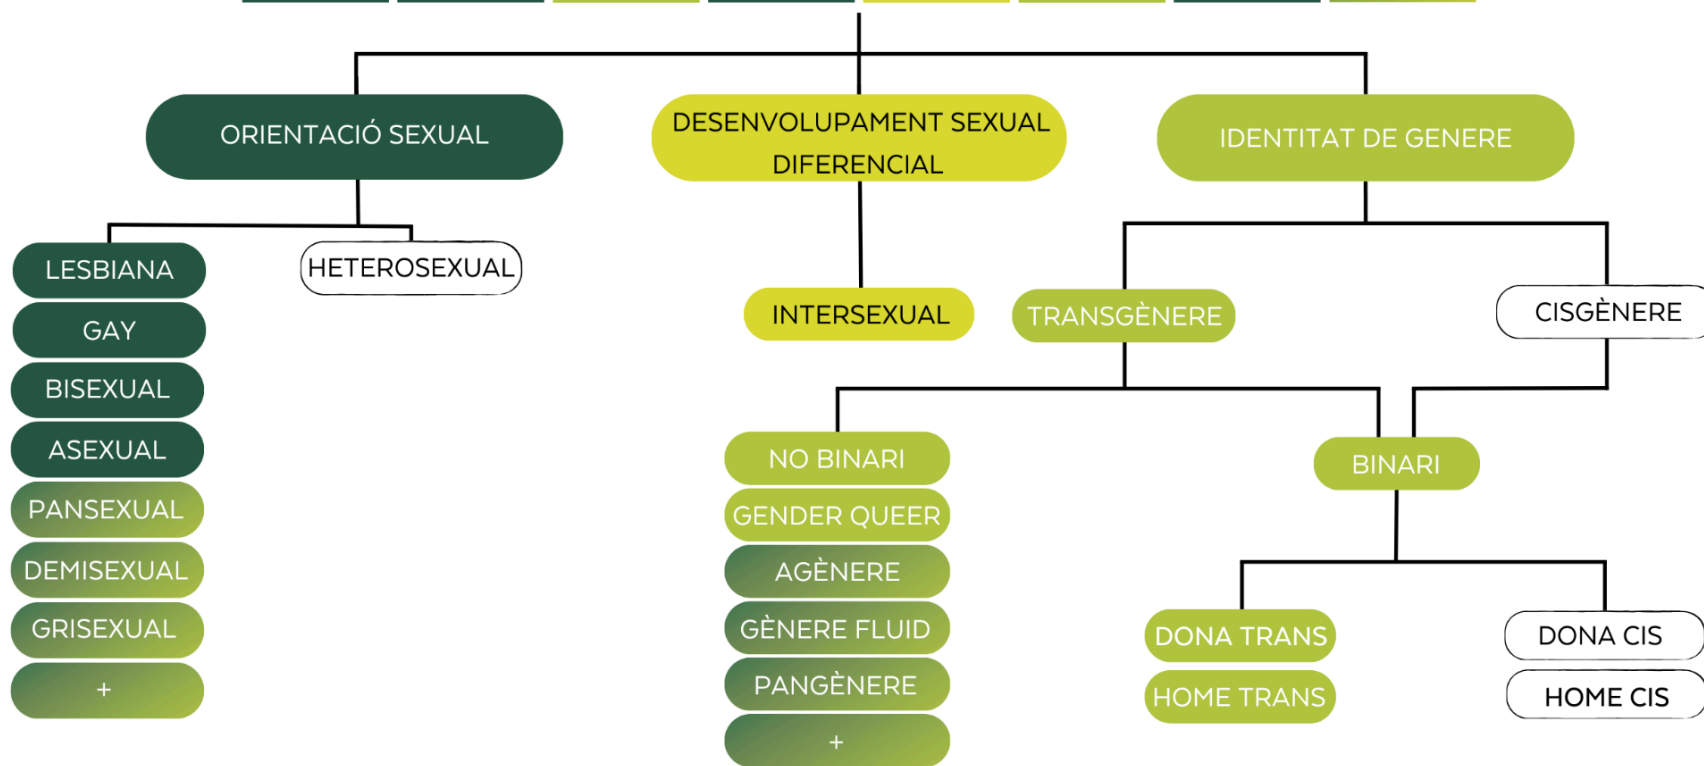 ORIENTACIÓ SEXUAL
DESENVOLUPAMENT SEXUAL
DIFERENCIAL
IDENTITAT DE GENERE
LESBIANA
HETEROSEXUAL
GAY
BISEXUAL
ASEXUAL
PANSEXUAL
DEMISEXUAL
GRISEXUAL
+
INTERSEXUAL
TRANSGÈNERE
CISGÈNERE
NO BINARI
GENDER QUEER
AGÈNERE
GÈNERE FLUID
PANGÈNERE
+
BINARI
DONA TRANS
HOME TRANS
DONA CIS
HOME CIS